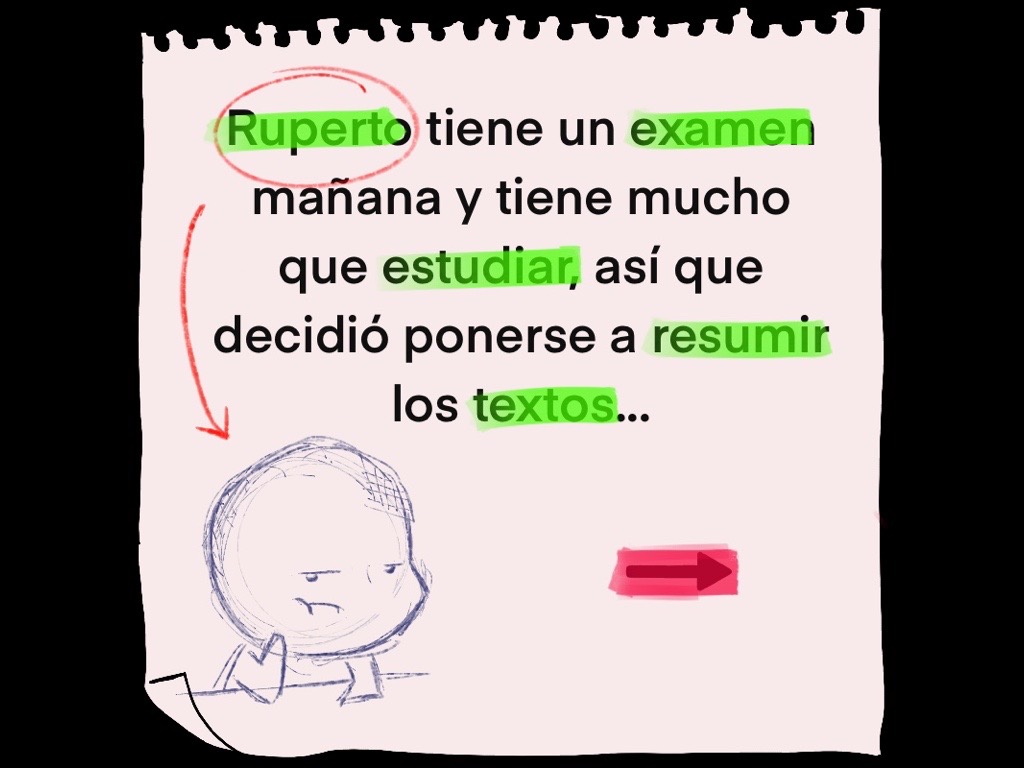 Ruperto tiene un examen
mañana y tiene mucho
que estudiar, así que
decidió ponerse a resumir
los textos...